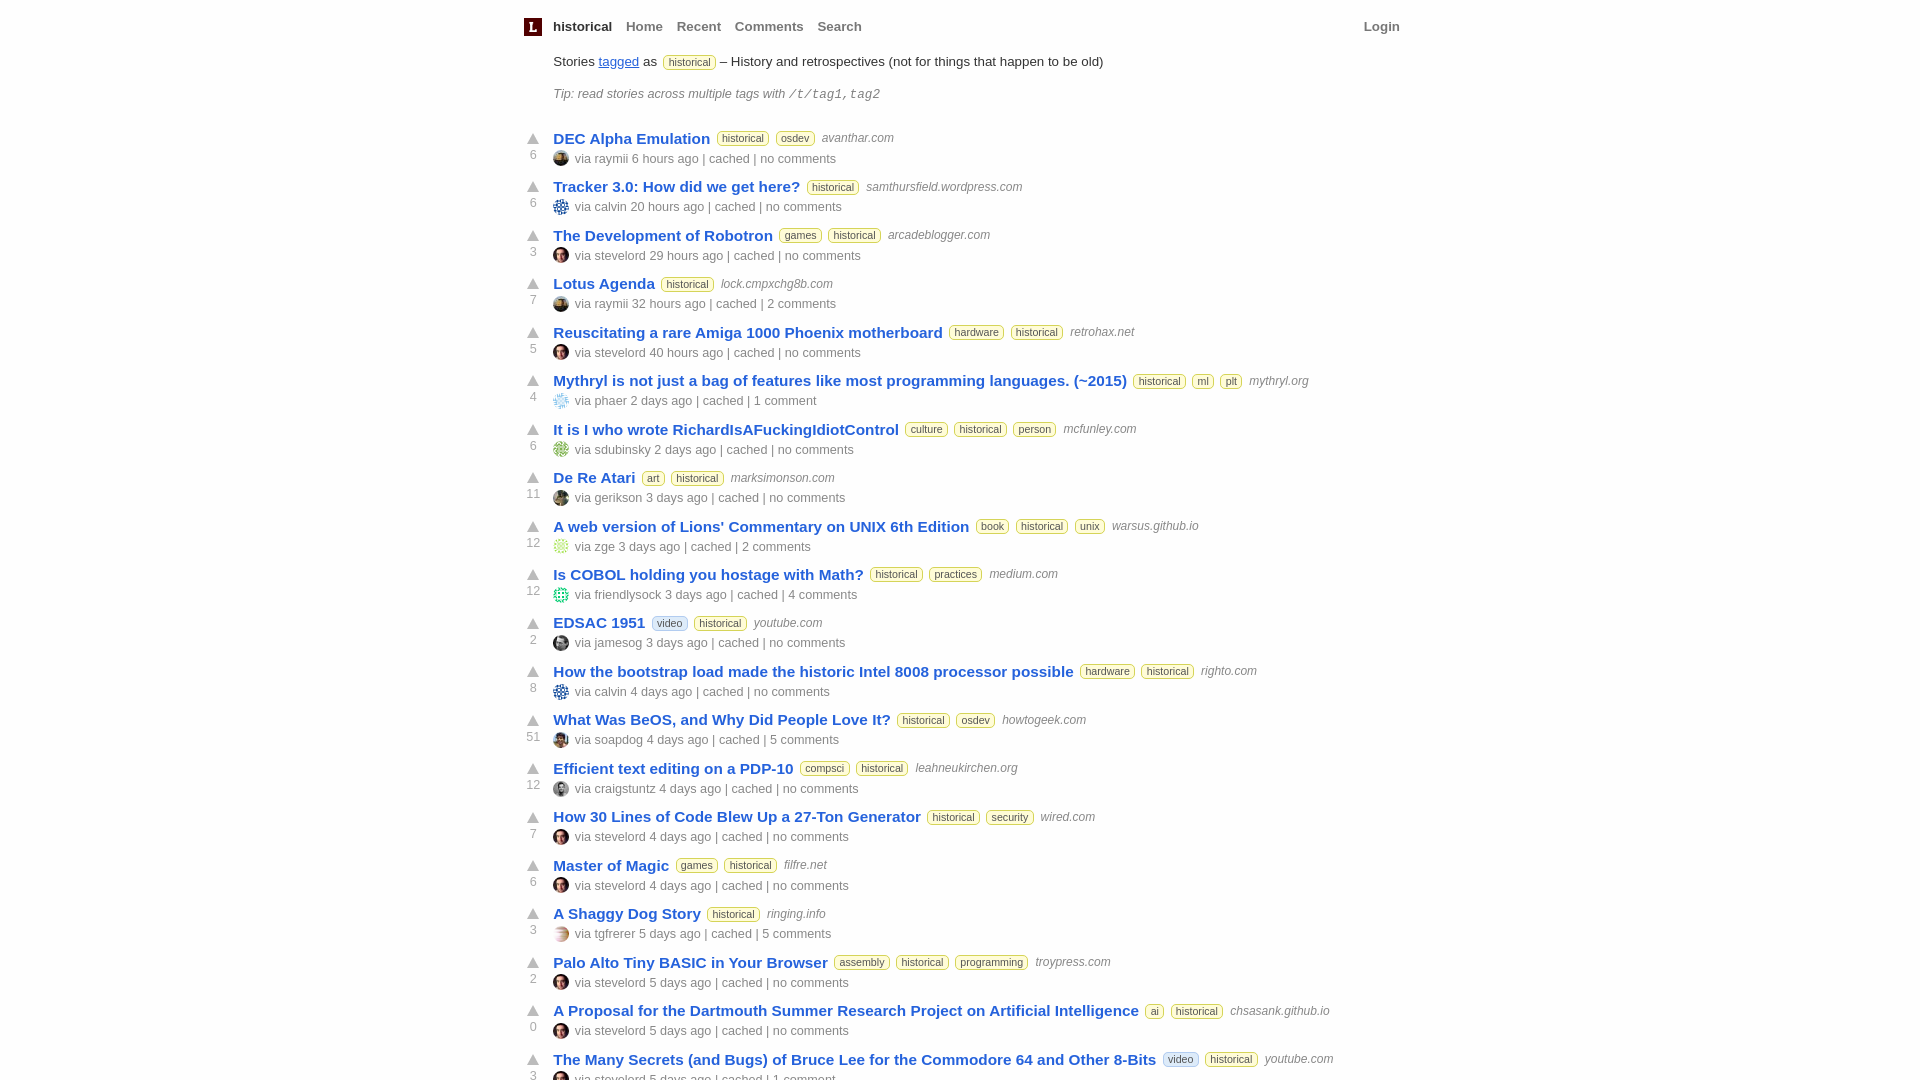 L historical Home Recent Comments Search Login
Stories tagged as historical – History and retrospectives (not for things that happen to be old)
Tip: read stories across multiple tags with /t/tag1,tag2
DEC Alpha Emulation historical osdev avanthar.com
6 via raymii 6 hours ago | cached | no comments
Tracker 3.0: How did we get here? historical samthursfield.wordpress.com
6 via calvin 20 hours ago | cached | no comments
The Development of Robotron games historical arcadeblogger.com
3 via stevelord 29 hours ago | cached | no comments
Lotus Agenda historical lock.cmpxchg8b.com
7 via raymii 32 hours ago | cached | 2 comments
Reuscitating a rare Amiga 1000 Phoenix motherboard hardware historical retrohax.net
5 via stevelord 40 hours ago | cached | no comments
Mythryl is not just a bag of features like most programming languages. (~2015) historical ml plt mythryl.org
4 via phaer 2 days ago | cached | 1 comment
It is I who wrote RichardIsAFuckingIdiotControl culture historical person mcfunley.com
6 via sdubinsky 2 days ago | cached | no comments
De Re Atari art historical marksimonson.com
11 via gerikson 3 days ago | cached | no comments
A web version of Lions' Commentary on UNIX 6th Edition book historical unix warsus.github.io
12 via zge 3 days ago | cached | 2 comments
Is COBOL holding you hostage with Math? historical practices medium.com
12 via friendlysock 3 days ago | cached | 4 comments
EDSAC 1951 video historical youtube.com
2 via jamesog 3 days ago | cached | no comments
How the bootstrap load made the historic Intel 8008 processor possible hardware historical righto.com
8 via calvin 4 days ago | cached | no comments
What Was BeOS, and Why Did People Love It? historical osdev howtogeek.com
51 via soapdog 4 days ago | cached | 5 comments
Efficient text editing on a PDP-10 compsci historical leahneukirchen.org
12 via craigstuntz 4 days ago | cached | no comments
How 30 Lines of Code Blew Up a 27-Ton Generator historical security wired.com
7 via stevelord 4 days ago | cached | no comments
Master of Magic games historical filfre.net
6 via stevelord 4 days ago | cached | no comments
A Shaggy Dog Story historical ringing.info
3 via tgfrerer 5 days ago | cached | 5 comments
Palo Alto Tiny BASIC in Your Browser assembly historical programming troypress.com
2 via stevelord 5 days ago | cached | no comments
A Proposal for the Dartmouth Summer Research Project on Artificial Intelligence ai historical chsasank.github.io
0 via stevelord 5 days ago | cached | no comments
The Many Secrets (and Bugs) of Bruce Lee for the Commodore 64 and Other 8-Bits video historical youtube.com
3 via stevelord 5 days ago | cached | 1 comment